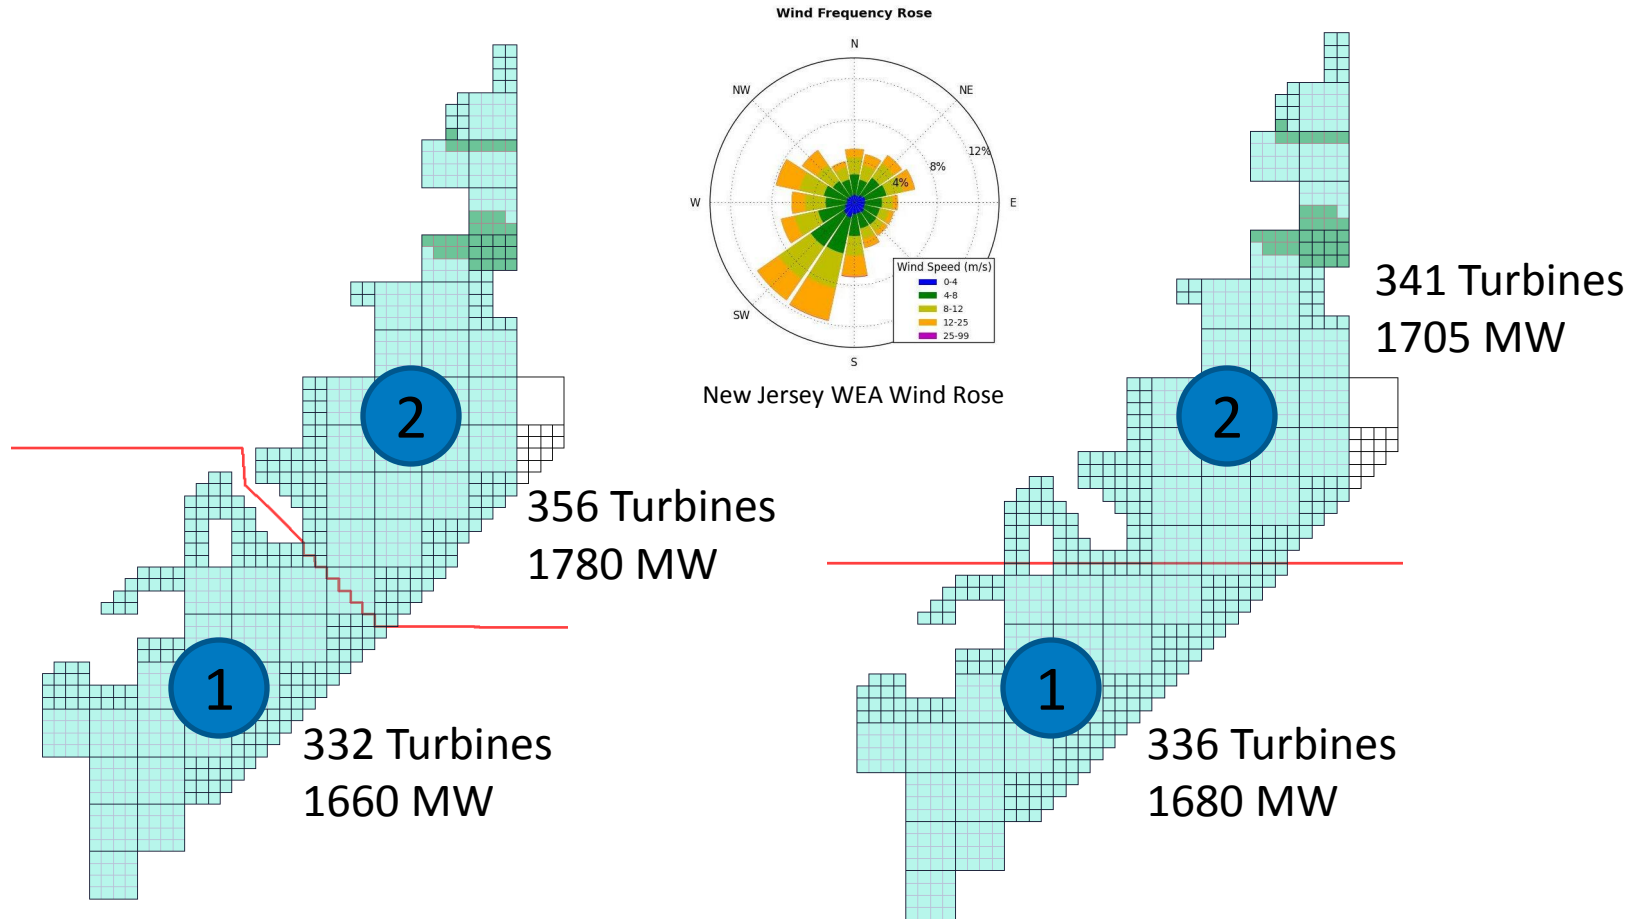 Wind Frequency Rose
N
NW
NE
12%
8%
4%
W
E
Wind Speed (m/s)
0-4
4-8
8-12
12-25
25-99
SW
S
New Jersey WEA Wind Rose
2
356 Turbines
1780 MW
1
332 Turbines
1660 MW
341 Turbines
1705 MW
2
1
336 Turbines
1680 MW